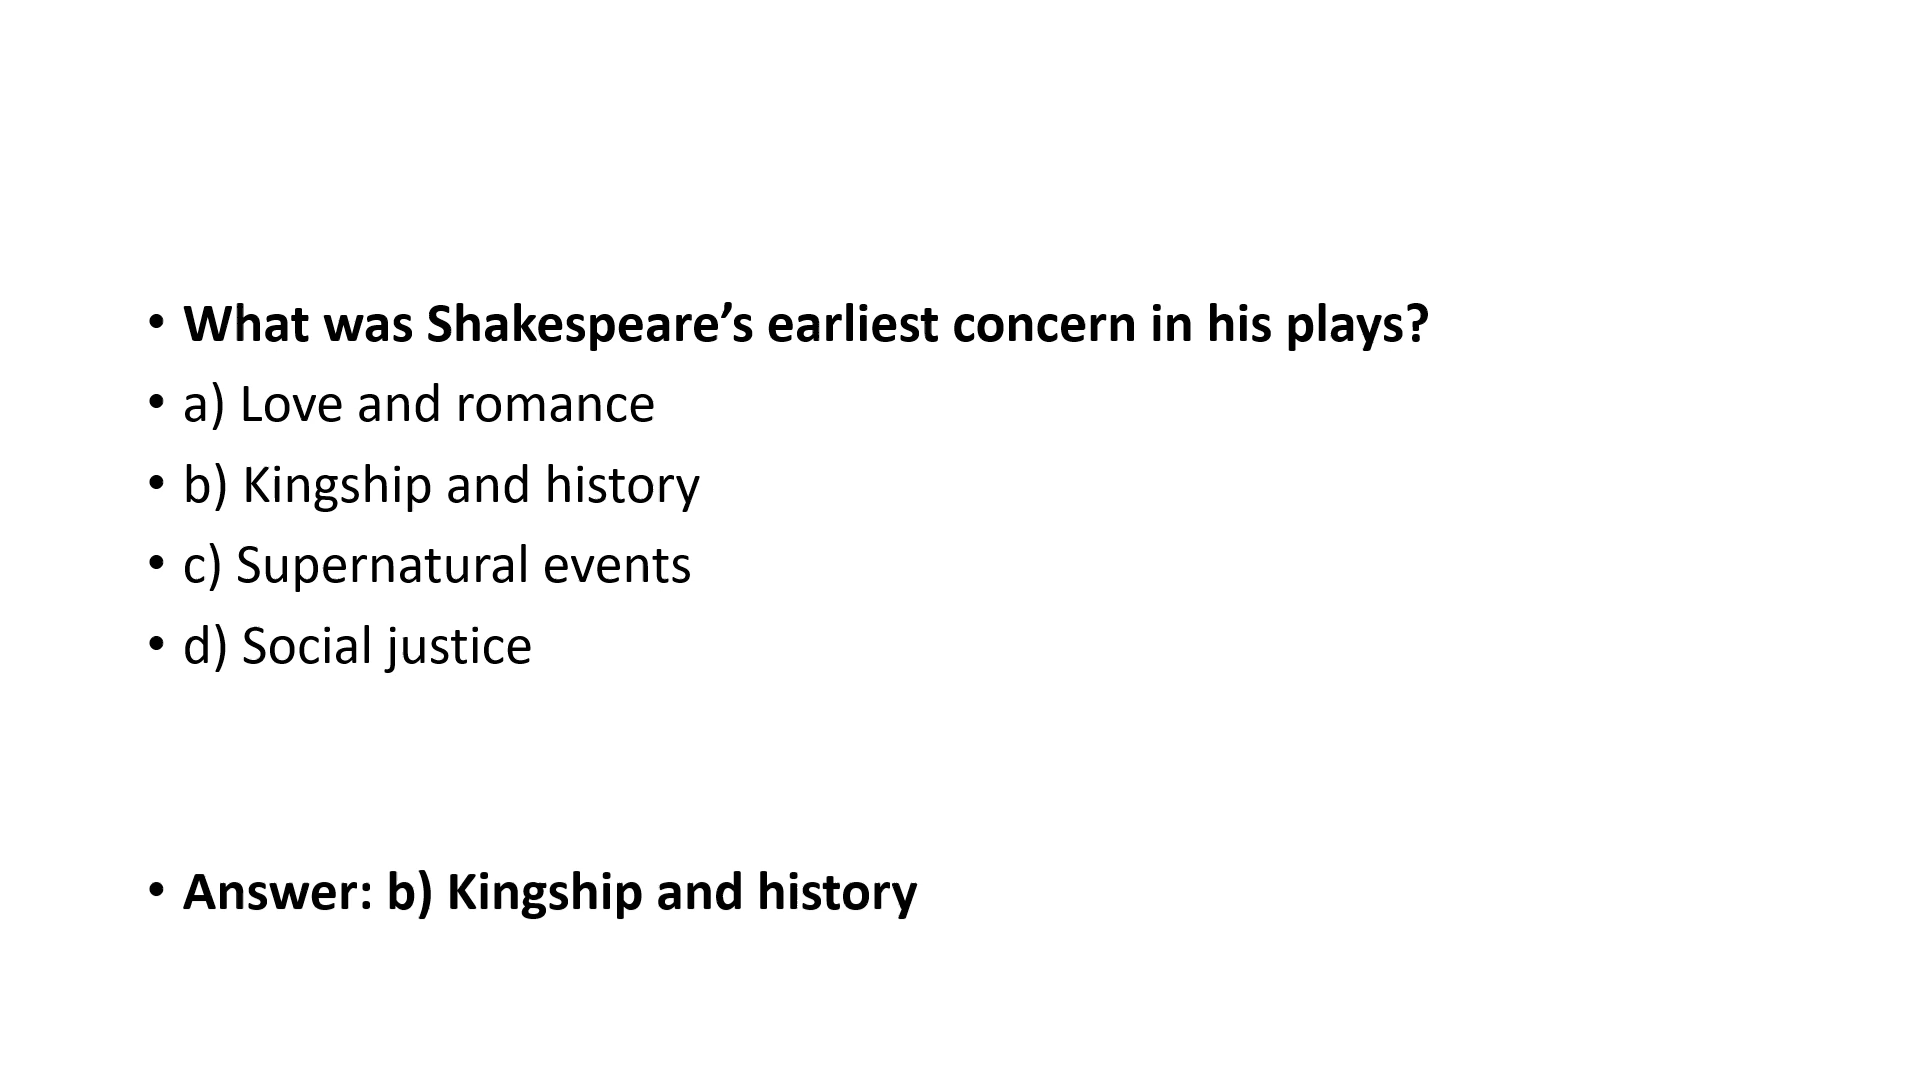 • What was Shakespeare’s earliest concern in his plays?
• a) Love and romance
• b) Kingship and history
• c) Supernatural events
• d) Social justice
• Answer: b) Kingship and history